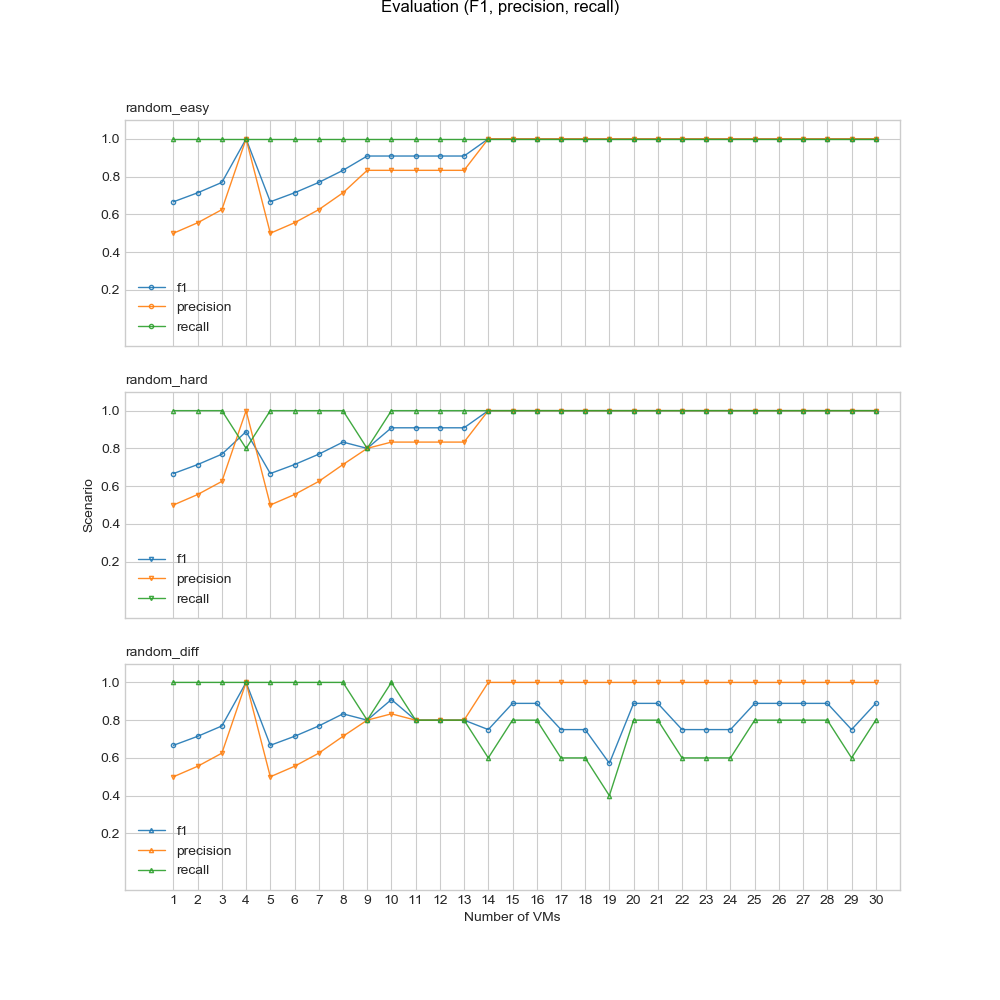 Evaluation (F1, precision, recall)
random_easy
1.0
0.8
0.6
0.4
0.2
f1
precision
recall
random_hard
1.0
0.8
0.6
0.4
0.2
Scenario
f1
precision
recall
random_diff
1.0
0.8
0.6
0.4
0.2
f1
precision
recall
1 2 3 4 5 6 7 8 9 10 11 12 13 14 15 16 17 18 19 20 21 22 23 24 25 26 27 28 29 30
Number of VMs